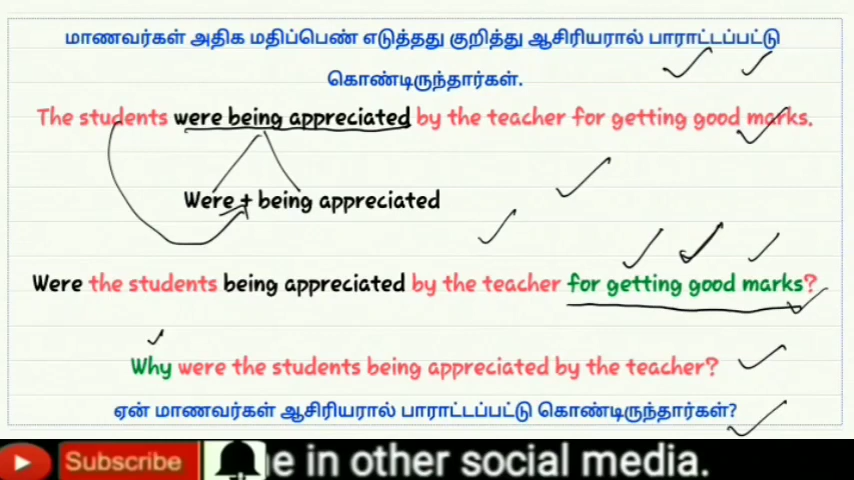 மாணவர்கள் அதிக மதிப்பெண் எடுத்தது குறித்து ஆசிரியரால் பாராட்டப்பட்டு
கொண்டிருந்தார்கள்.
The students were being appreciated by the teacher for getting good marks.
Were + being appreciated
Were the students being appreciated by the teacher for getting good marks?
Why were the students being appreciated by the teacher?
ஏன் மாணவர்கள் ஆசிரியரால் பாராட்டப்பட்டு கொண்டிருந்தார்கள்?
Subscribe e in other social media.